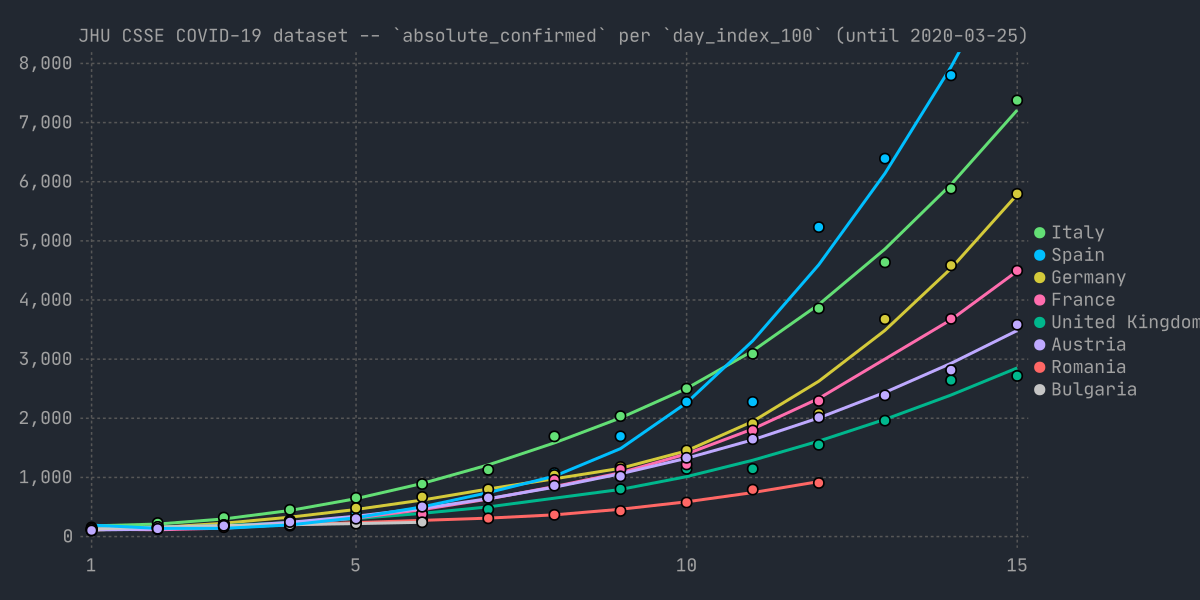 JHU CSSE COVID-19 dataset -- `absolute_confirmed` per `day_index_100` (until 2020-03-25)
8,000
7,000
6,000
5,000
4,000
3,000
2,000
1,000
0
1
5
10
15
Italy
Spain
Germany
France
United Kingdom
Austria
Romania
Bulgaria